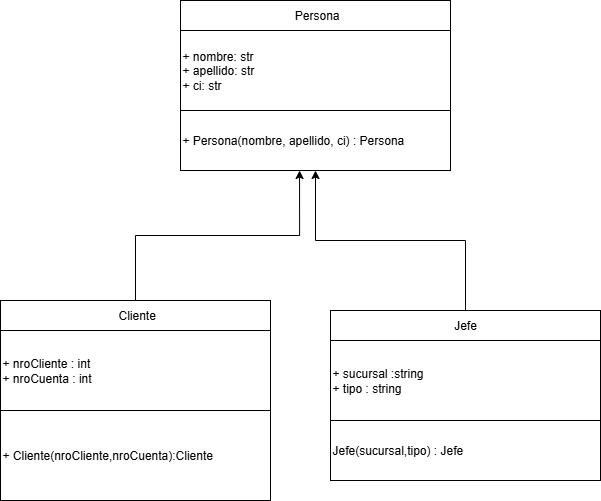 Persona
+ nombre: str
+ apellido: str
+ ci: str
+ Persona(nombre, apellido, ci) : Persona
Cliente
+ nroCliente : int
+ nroCuenta : int
+ Cliente(nroCliente,nroCuenta):Cliente
Jefe
+ sucursal :string
+ tipo : string
Jefe(sucursal,tipo) : Jefe